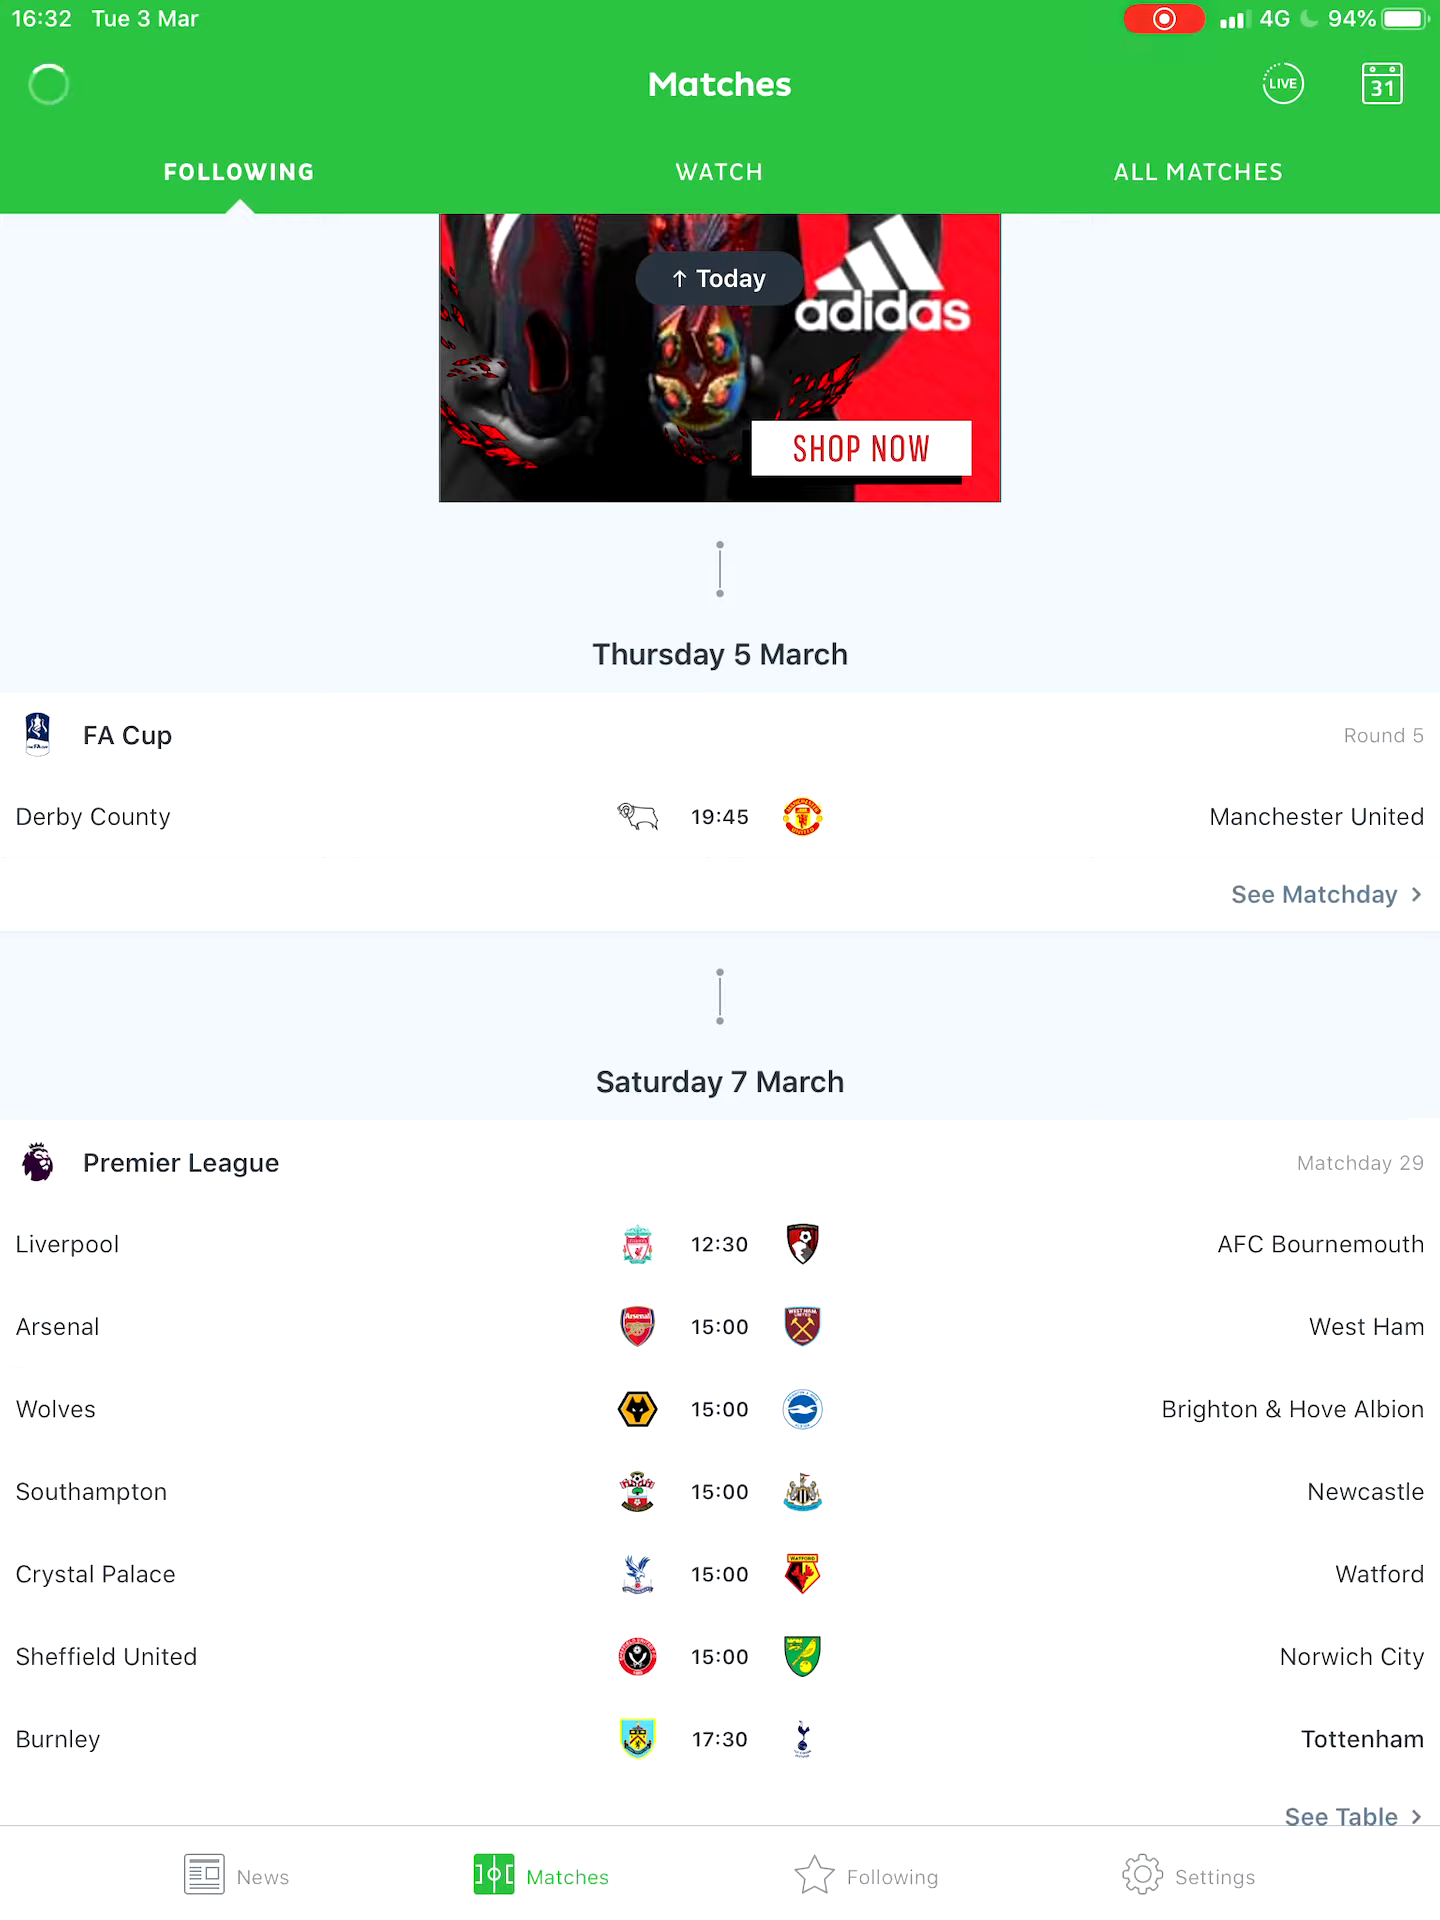 16:32 Tue 3 Mar 4G 94%
Matches LIVE 31
FOLLOWING WATCH ALL MATCHES
↑ Today
adidas
SHOP NOW
Thursday 5 March
FA Cup Round 5
Derby County 19:45 Manchester United
See Matchday >
Saturday 7 March
Premier League Matchday 29
Liverpool 12:30 AFC Bournemouth
Arsenal 15:00 West Ham
Wolves 15:00 Brighton & Hove Albion
Southampton 15:00 Newcastle
Crystal Palace 15:00 Watford
Sheffield United 15:00 Norwich City
Burnley 17:30 Tottenham
See Table >
News Matches Following Settings